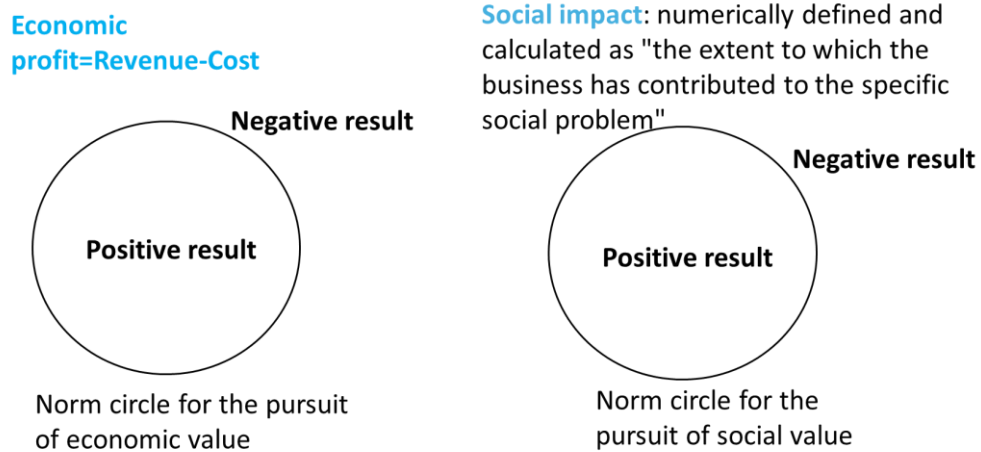 Economic
profit=Revenue-Cost
Negative result
Positive result
Norm circle for the pursuit
of economic value
Social impact: numerically defined and
calculated as "the extent to which the
business has contributed to the specific
social problem"
Negative result
Positive result
Norm circle for the
pursuit of social value